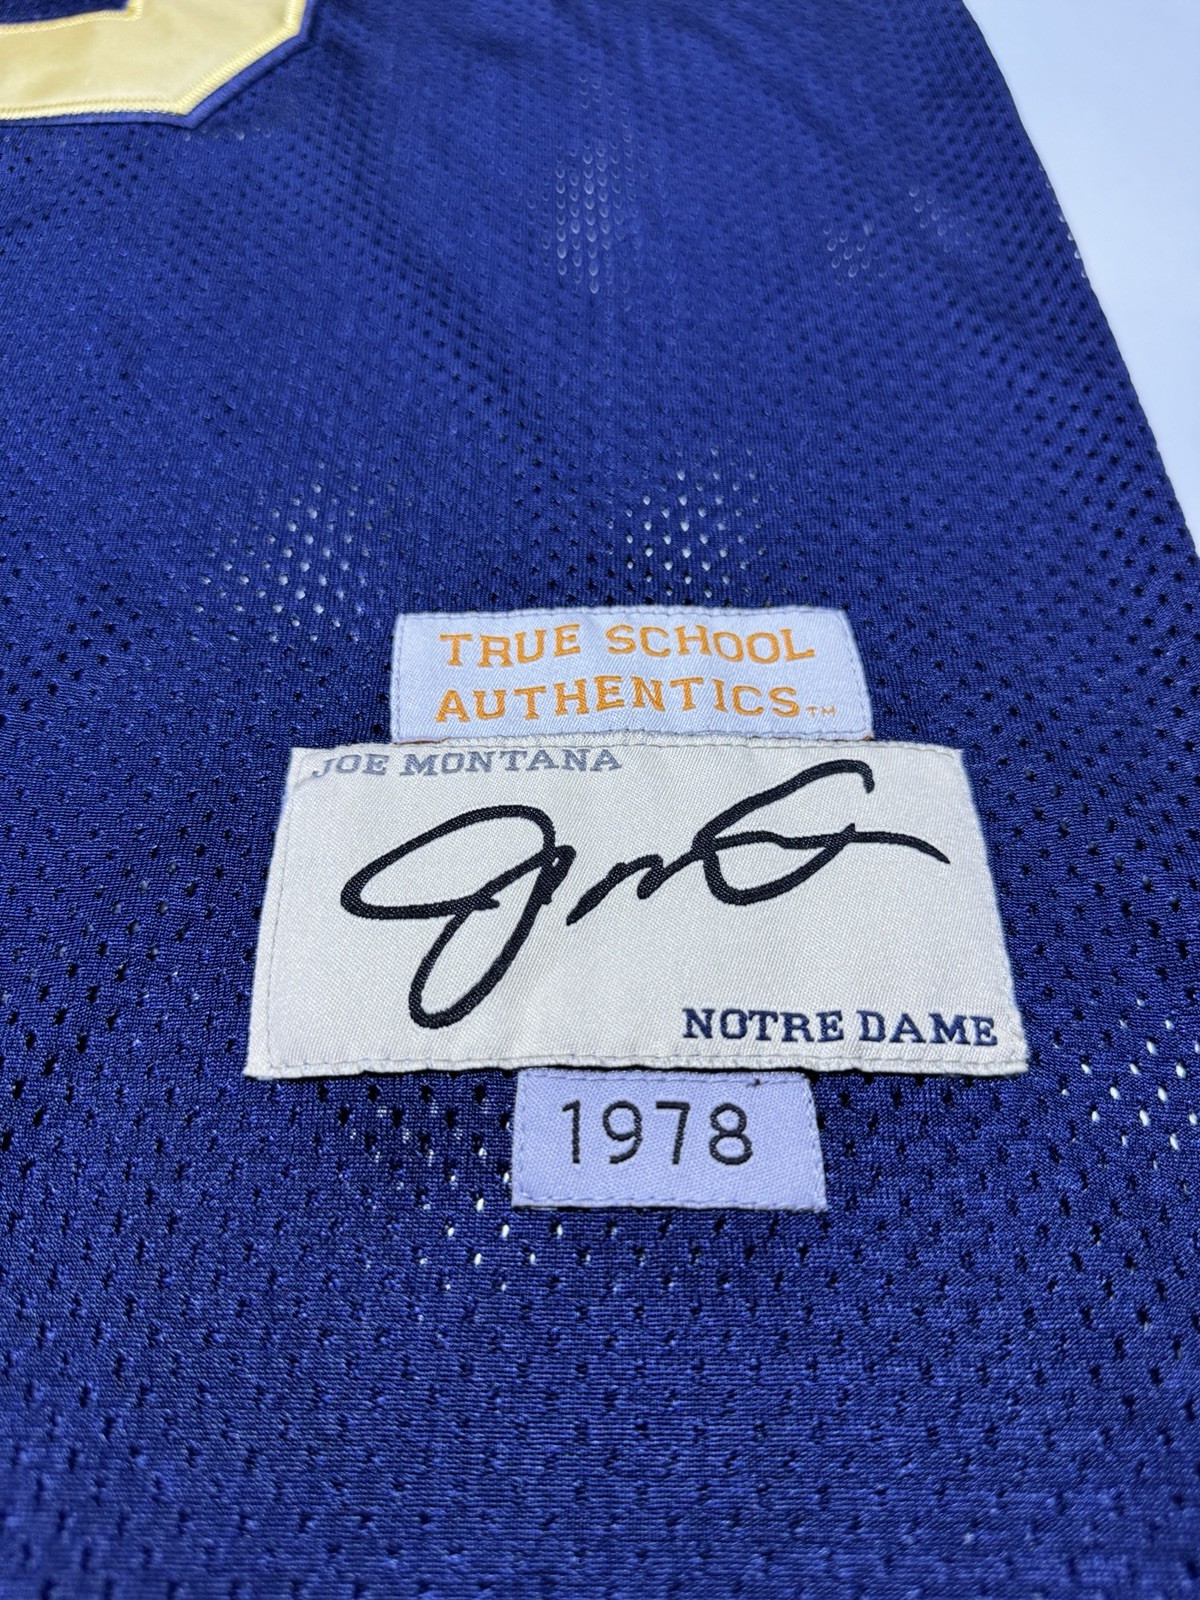 TRUE SCHOOL
AUTHENTICS™
JOE MONTANA
NOTRE DAME
1978